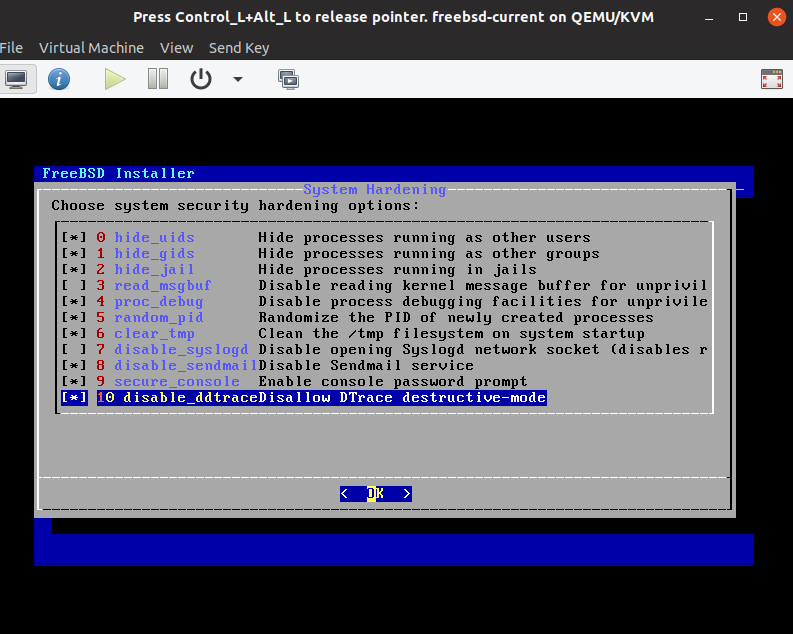 Press Control_L+Alt_L to release pointer. freebsd-current on QEMU/KVM
File Virtual Machine View Send Key
FreeBSD Installer
System Hardening
Choose system security hardening options:
[*] 0 hide_uids Hide processes running as other users
[*] 1 hide_gids Hide processes running as other groups
[*] 2 hide_jail Hide processes running in jails
[ ] 3 read_msgbuf Disable reading kernel message buffer for unprivil
[*] 4 proc_debug Disable process debugging facilities for unprivile
[*] 5 random_pid Randomize the PID of newly created processes
[*] 6 clear_tmp Clean the /tmp filesystem on system startup
[ ] 7 disable_syslogd Disable opening Syslogd network socket (disables r
[*] 8 disable_sendmail Disable Sendmail service
[*] 9 secure_console Enable console password prompt
[*] 10 disable_ddtraceDisallow DTrace destructive-mode
< OK >